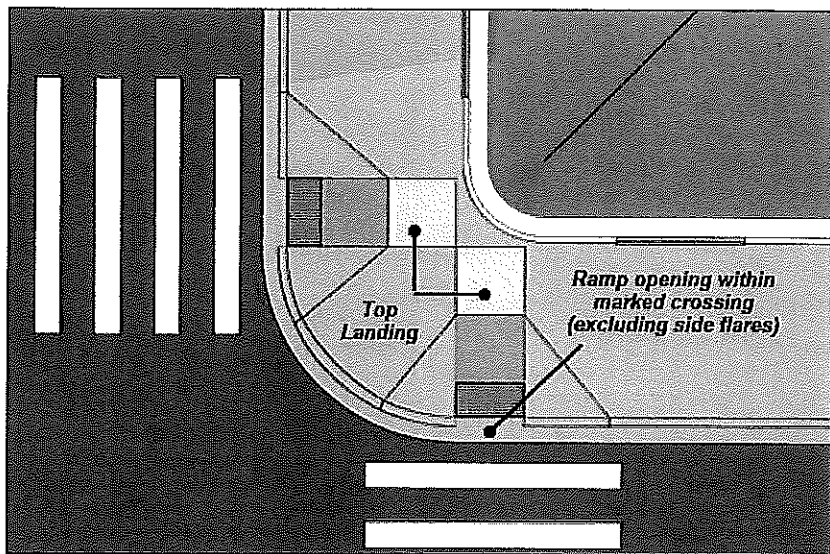 Top
Landing
Ramp opening within
marked crossing
(excluding side flares)